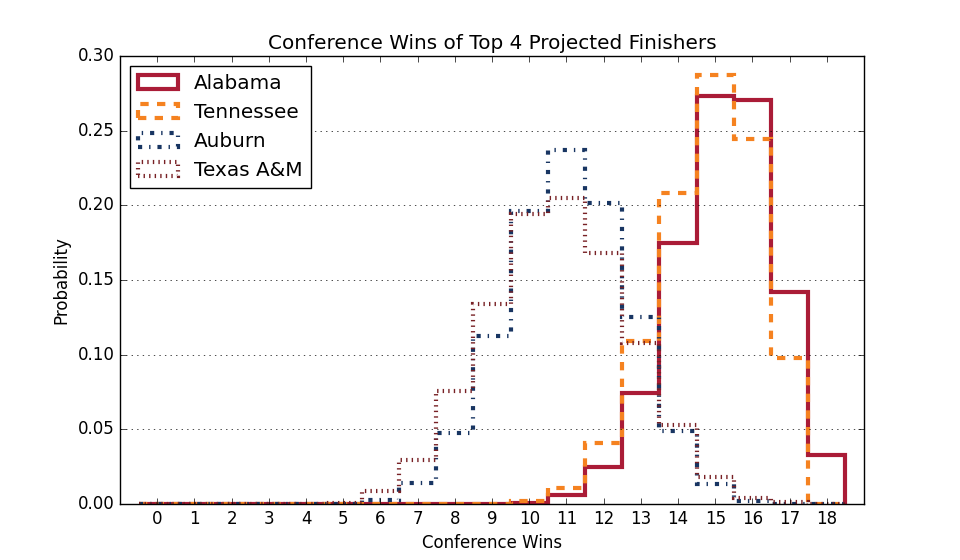 Conference Wins of Top 4 Projected Finishers
Alabama
Tennessee
Auburn
Texas A&M
0.30
0.25
0.20
0.15
0.10
0.05
0.00
Probability
0 1 2 3 4 5 6 7 8 9 10 11 12 13 14 15 16 17 18
Conference Wins